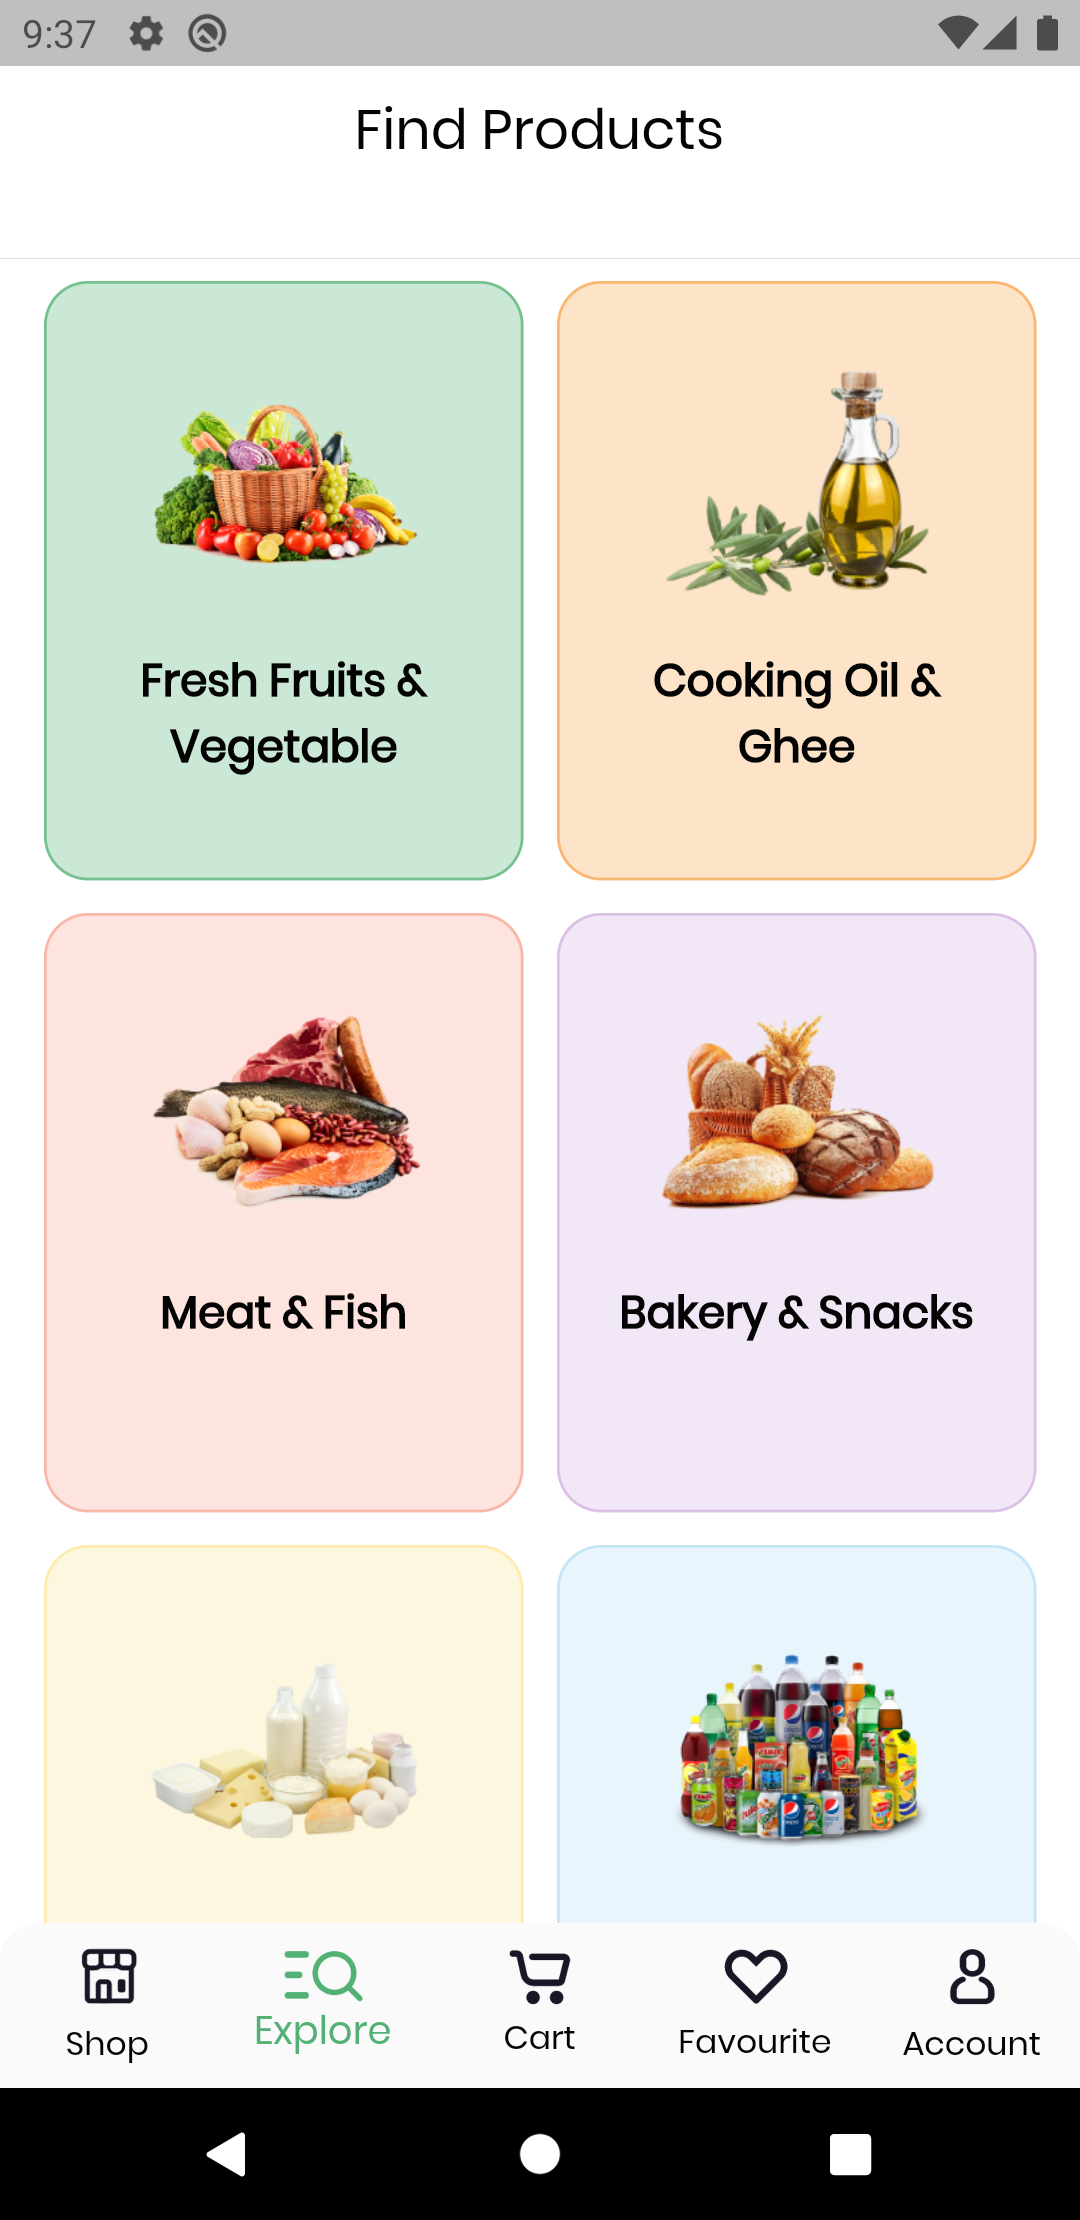 9:37
Find Products
Fresh Fruits &
Vegetable
Cooking Oil &
Ghee
Meat & Fish
Bakery & Snacks
Shop
Explore
Cart
Favourite
Account